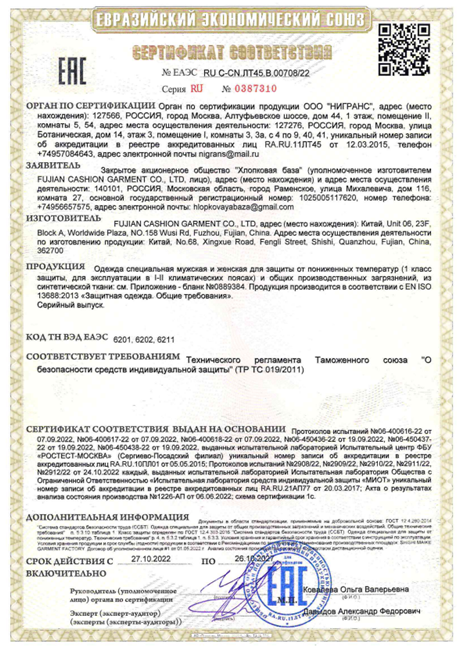 ЕВРАЗИЙСКИЙ ЭКОНОМИЧЕСКИЙ СОЮЗ
СЕРТИФИКАТ СООТВЕТСТВИЯ
ЕАС
№ ЕАЭС RU С-CN.ЛТ45.В.00708/22
Серия RU № 0387310
ОРГАН ПО СЕРТИФИКАЦИИ Орган по сертификации продукции ООО "НИГРАНС", адрес (место
нахождения): 127566, РОССИЯ, город Москва, Алтуфьевское шоссе, дом 44, 1 этаж, помещение II,
комнаты 5, 54, адрес места осуществления деятельности: 127276, РОССИЯ, город Москва, улица
Ботаническая, дом 14, помещение I, комнаты 3, 3а, с 4 по 9, 40, 41, уникальный номер записи
об аккредитации в реестре аккредитованных лиц RA.RU.11ЛТ45 от 12.03.2015, телефон
+74957084643, адрес электронной почты nigrans@mail.ru
ЗАЯВИТЕЛЬ Закрытое акционерное общество «Хлопковая база» (уполномоченное изготовителем
FUJIAN CASHION GARMENT CO., LTD. лицо), адрес (место нахождения) и адрес места осуществления
деятельности: 140101, РОССИЯ, Московская область, город Раменское, улица Михалевича, дом 116,
комната 27, основной государственный регистрационный номер: 1025005117620, номер телефона:
+74956657575, адрес электронной почты: hlopkovayabaza@gmail.com
ИЗГОТОВИТЕЛЬ FUJIAN CASHION GARMENT CO., LTD, адрес (место нахождения): Китай, Unit 06, 23F,
Block A, Worldwide Plaza, NO.158 Wusi Rd, Fuzhou, Fujian, China. Адрес места осуществления деятельности
по изготовлению продукции: Китай, No.68, Xingxue Road, Fengli Street, Shishi, Quanzhou, Fujian, China,
362700
ПРОДУКЦИЯ Одежда специальная мужская и женская для защиты от пониженных температур (1 класс
защиты, для эксплуатации в I-II климатических поясах) и общих производственных загрязнений, из
синтетической ткани: см. Приложение - бланк №0889384. Продукция производится в соответствии с EN ISO
13688:2013 «Защитная одежда. Общие требования».
Серийный выпуск.
КОД ТН ВЭД ЕАЭС 6201, 6202, 6211
СООТВЕТСТВУЕТ ТРЕБОВАНИЯМ Технического регламента Таможенного союза "О
безопасности средств индивидуальной защиты" (ТР ТС 019/2011)
СЕРТИФИКАТ СООТВЕТСТВИЯ ВЫДАН НА ОСНОВАНИИ Протоколов испытаний №06-400616-22 от
07.09.2022, №06-400617-22 от 07.09.2022, №06-400618-22 от 07.09.2022, №06-450436-22 от 19.09.2022, №06-450437-
22 от 19.09.2022, №06-450438-22 от 19.09.2022, выданных испытательной лабораторией Испытательный центр ФБУ
«РОСТЕСТ-МОСКВА» (Сергиево-Посадский филиал) уникальный номер записи об аккредитации в реестре
аккредитованных лиц RA.RU.10ПЛ01 от 05.05.2015; Протоколов испытаний №2908/22, №2909/22, №2910/22, №2911/22,
№2912/22 от 24.10.2022 каждый, выданных испытательной лабораторией Испытательная лаборатория Общества с
Ограниченной Ответственностью «Испытательная лаборатория средств индивидуальной защиты «МИОТ» уникальный
номер записи об аккредитации в реестре аккредитованных лиц RA.RU.21АП77 от 20.03.2017; Акта о результатах
анализа состояния производства №1226-АП от 06.06.2022; схема сертификации 1с.
ДОПОЛНИТЕЛЬНАЯ ИНФОРМАЦИЯ
СРОК ДЕЙСТВИЯ С 27.10.2022 ПО 26.10.2027
ВКЛЮЧИТЕЛЬНО
Руководитель (уполномоченное
лицо) органа по сертификации
Ковалева Ольга Валерьевна
(Ф.И.О.)
М.П.
Эксперт (эксперт-аудитор)
(эксперты (эксперты-аудиторы))
Давыдов Александр Федорович
(Ф.И.О.)
ЕАС